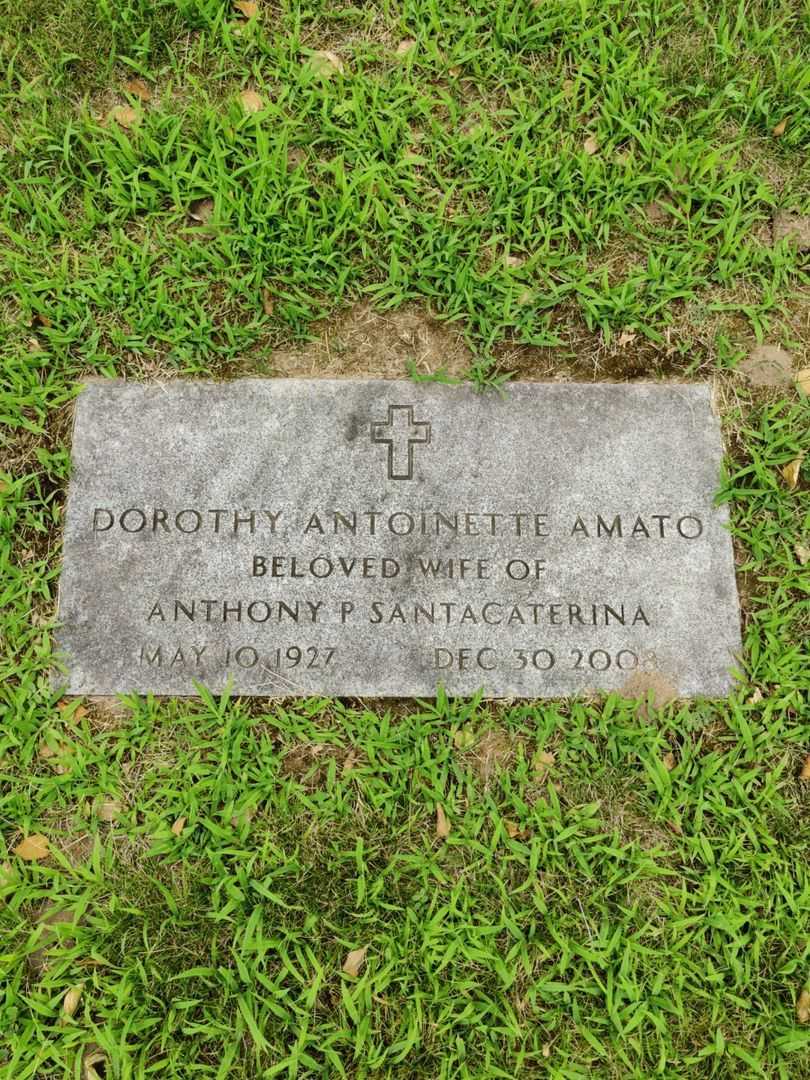 DOROTHY ANTOINETTE AMATO
BELOVED WIFE OF
ANTHONY P SANTACATERINA
MAY 10 1927 DEC 30 2008